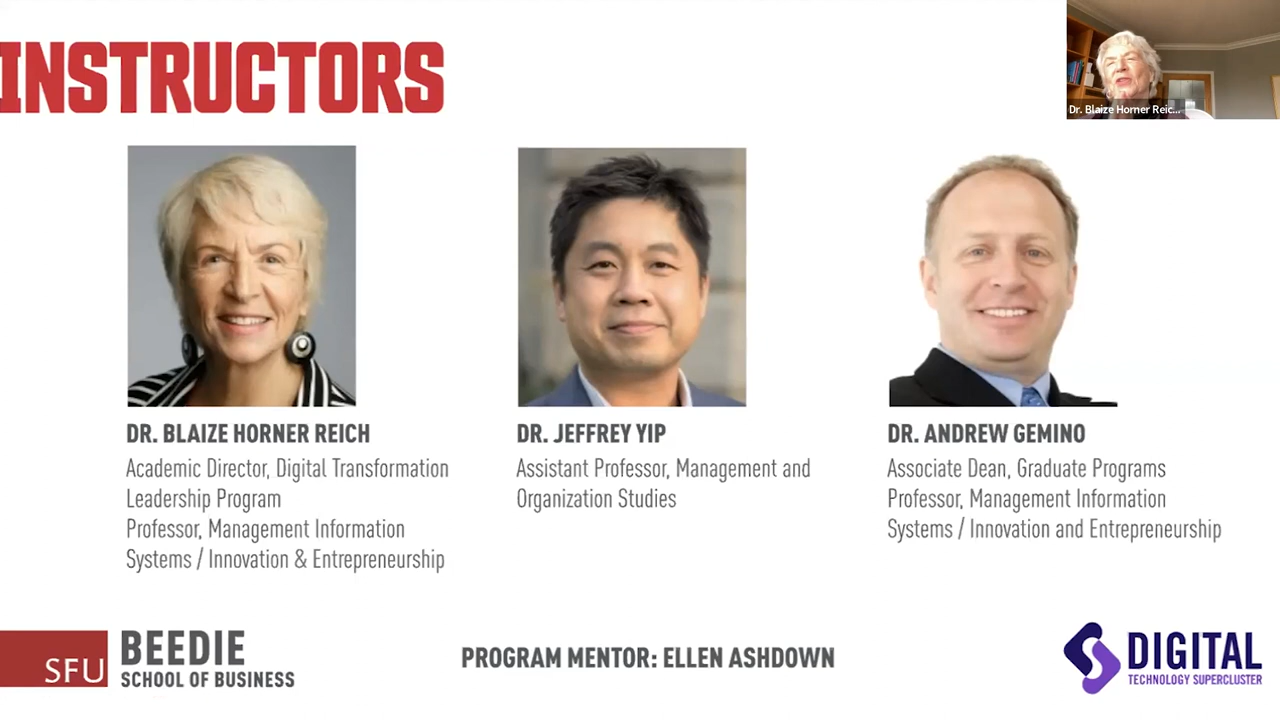 INSTRUCTORS
Dr. Blaize Horner Reic...
DR. BLAIZE HORNER REICH
Academic Director, Digital Transformation
Leadership Program
Professor, Management Information
Systems / Innovation & Entrepreneurship
DR. JEFFREY YIP
Assistant Professor, Management and
Organization Studies
DR. ANDREW GEMINO
Associate Dean, Graduate Programs
Professor, Management Information
Systems / Innovation and Entrepreneurship
SFU
BEEDIE
SCHOOL OF BUSINESS
PROGRAM MENTOR: ELLEN ASHDOWN
DIGITAL
TECHNOLOGY SUPERCLUSTER